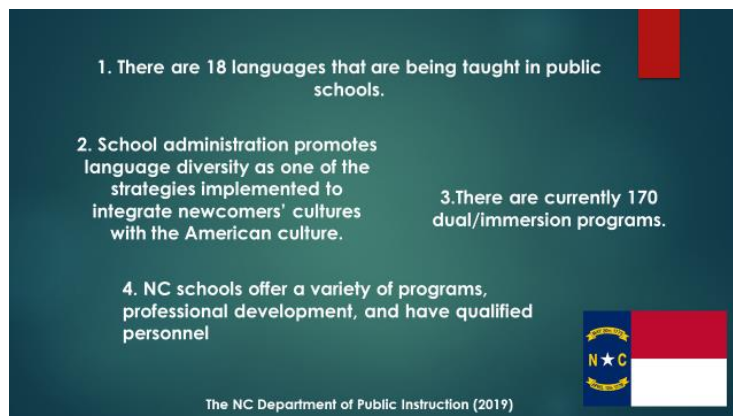 1. There are 18 languages that are being taught in public
schools.
2. School administration promotes
language diversity as one of the
strategies implemented to
integrate newcomers’ cultures
with the American culture.
3.There are currently 170
dual/immersion programs.
4. NC schools offer a variety of programs,
professional development, and have qualified
personnel
N C
The NC Department of Public Instruction (2019)